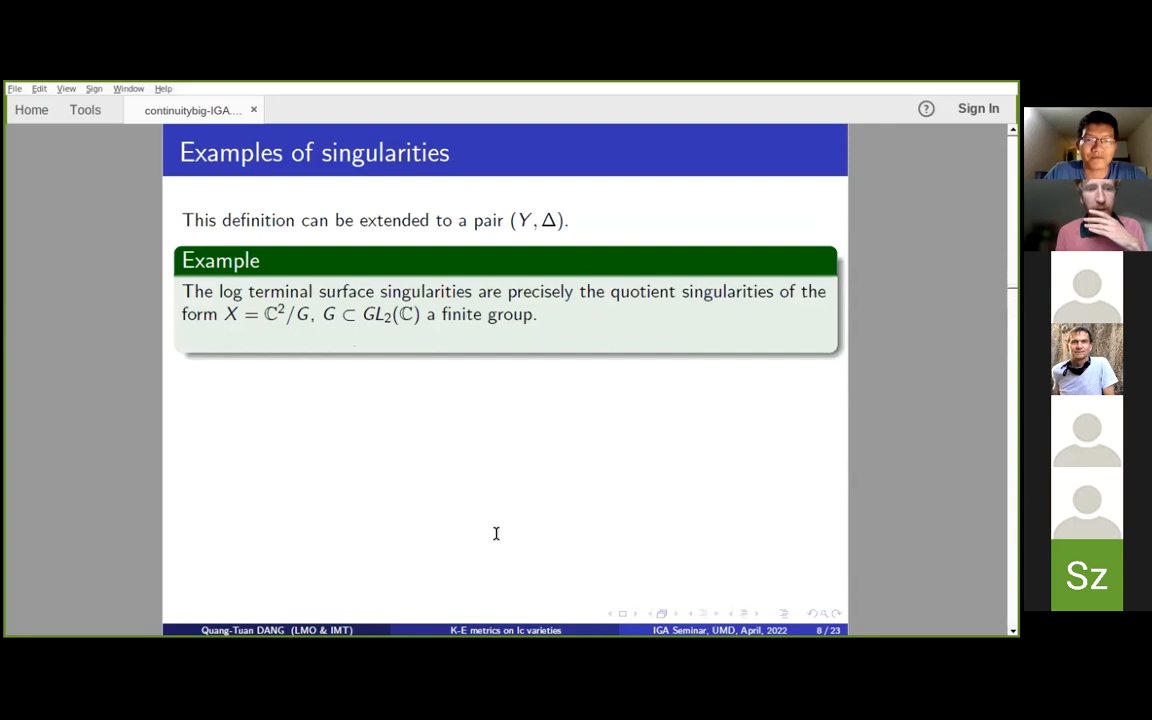 File Edit View Sign Window Help
Home Tools continuitybig-IGA.... × ? Sign In
Examples of singularities
This definition can be extended to a pair (Y, Δ).
Example
The log terminal surface singularities are precisely the quotient singularities of the
form X = ℂ²/G, G ⊂ GL₂(ℂ) a finite group.
Sz
Quang-Tuan DANG (LMO & IMT) K-E metrics on lc varieties IGA Seminar, UMD, April, 2022 8 / 23